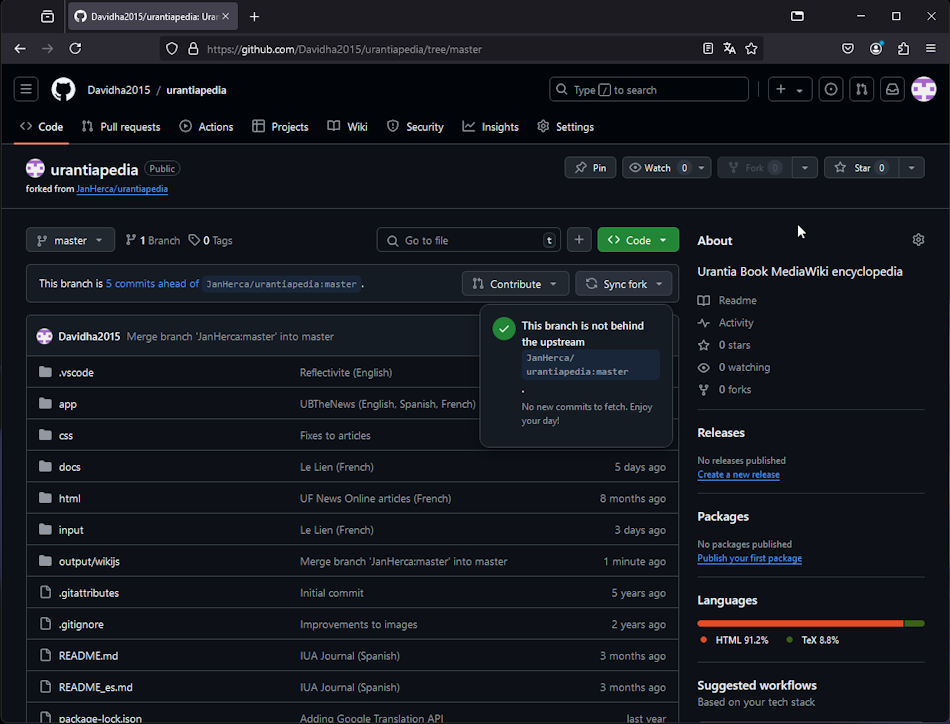 Davidha2015/urantiapedia: Uran
https://github.com/Davidha2015/urantiapedia/tree/master
Davidha2015 / urantiapedia
Type / to search
Code Pull requests Actions Projects Wiki Security Insights Settings
urantiapedia Public
Pin Watch 0 Fork 0 Star 0
forked from JanHerca/urantiapedia
master 1 Branch 0 Tags Go to file t Code
This branch is 5 commits ahead of JanHerca/urantiapedia:master .
Contribute Sync fork
This branch is not behind
the upstream
JanHerca/
urantiapedia:master
.
No new commits to fetch. Enjoy
your day!
Davidha2015 Merge branch 'JanHerca:master' into master
.vscode Reflectivite (English)
app UBTheNews (English, Spanish, French)
css Fixes to articles
docs Le Lien (French) 5 days ago
html UF News Online articles (French) 8 months ago
input Le Lien (French) 3 days ago
output/wikijs Merge branch 'JanHerca:master' into master 1 minute ago
.gitattributes Initial commit 5 years ago
.gitignore Improvements to images 2 years ago
README.md IUA Journal (Spanish) 3 months ago
README_es.md IUA Journal (Spanish) 3 months ago
package-lock.json Adding Google Translation API last year
About
Urantia Book MediaWiki encyclopedia
Readme
Activity
0 stars
0 watching
0 forks
Releases
No releases published
Create a new release
Packages
No packages published
Publish your first package
Languages
HTML 91.2% TeX 8.8%
Suggested workflows
Based on your tech stack